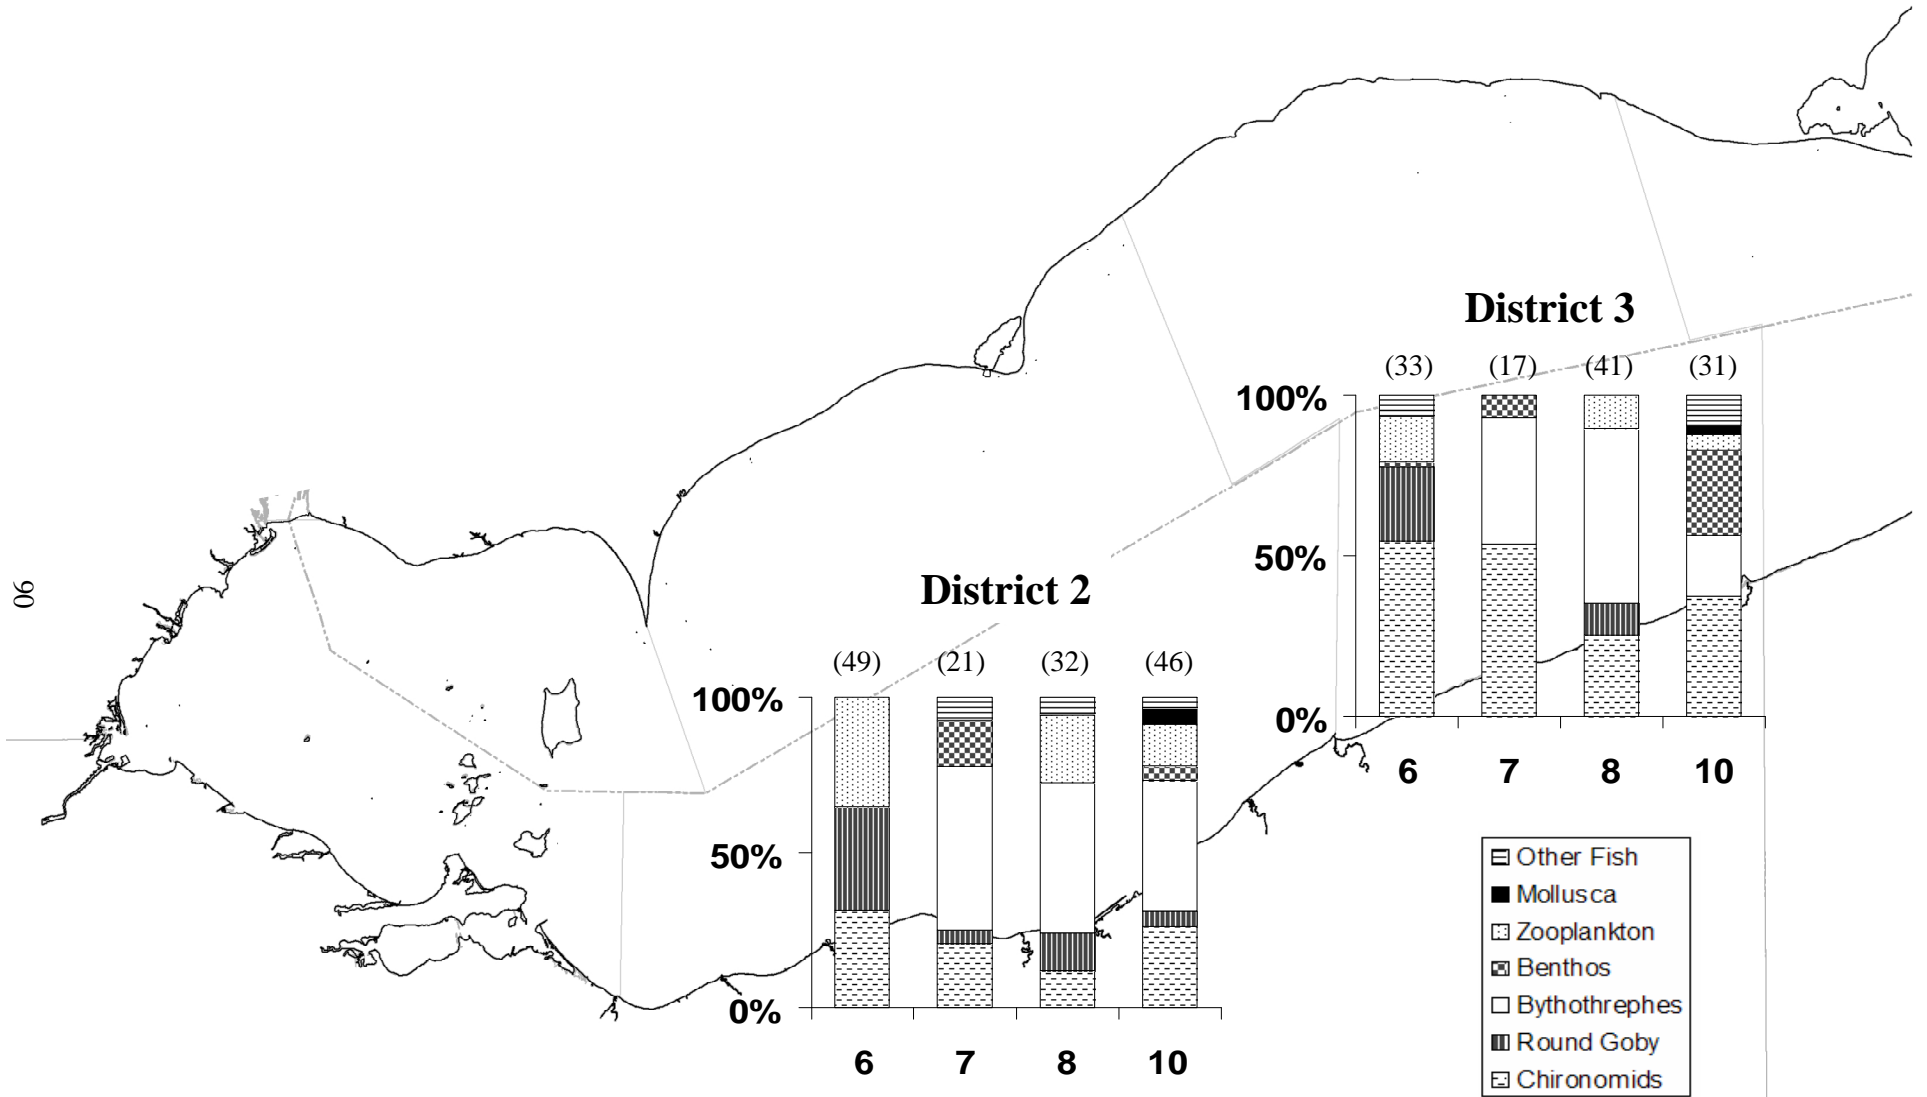 District 3
(33) (17) (41) (31)
100%
50%
0%
6 7 8 10
90
District 2
(49) (21) (32) (46)
100%
50%
0%
6 7 8 10
Other Fish
Mollusca
Zooplankton
Benthos
Bythothrephes
Round Goby
Chironomids